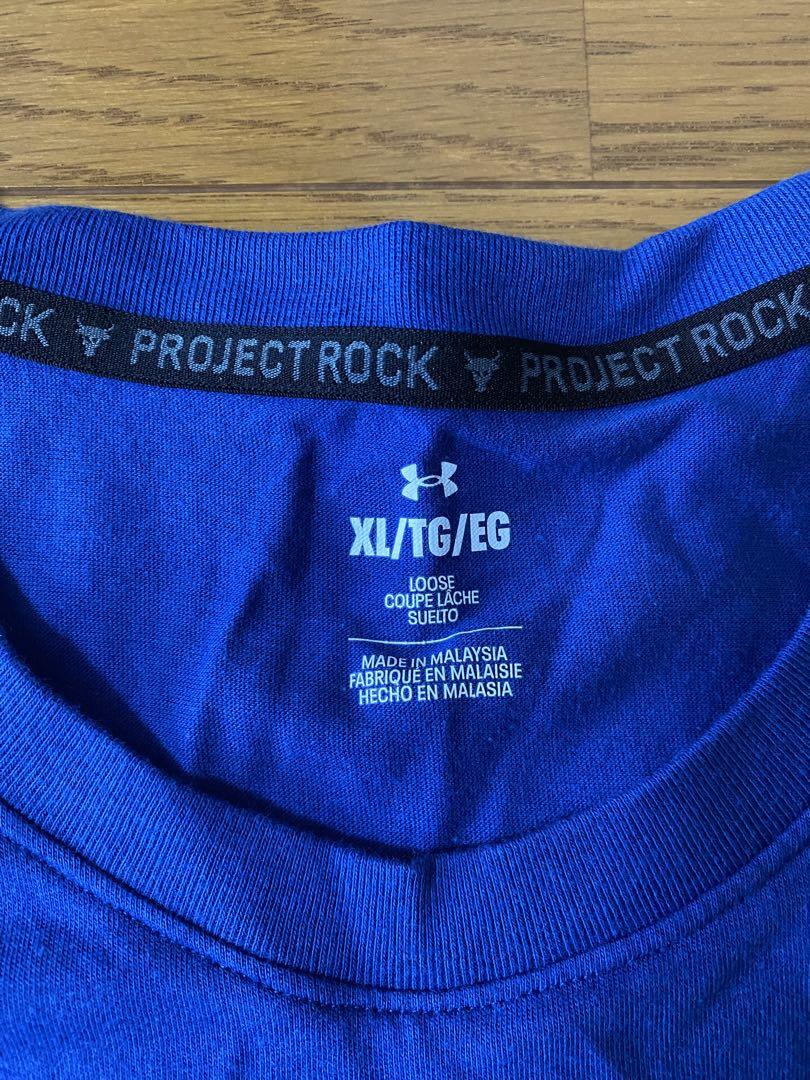 CK PROJECT ROCK PROJECT ROCK
XL/TG/EG
LOOSE
COUPE LÂCHE
SUELTO
MADE IN MALAYSIA
FABRIQUÉ EN MALAISIE
HECHO EN MALASIA